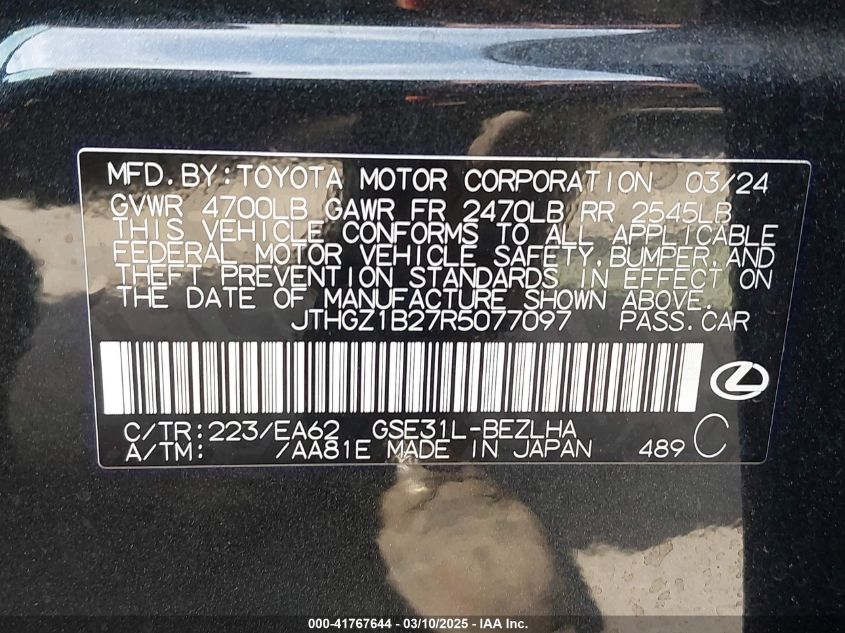 MFD.BY:TOYOTA MOTOR CORPORATION 03/24
GVWR 4700LB GAWR FR 2470LB RR 2545LB
THIS VEHICLE CONFORMS TO ALL APPLICABLE
FEDERAL MOTOR VEHICLE SAFETY,BUMPER,AND
THEFT PREVENTION STANDARDS IN EFFECT ON
THE DATE OF MANUFACTURE SHOWN ABOVE.
JTHGZ1B27R5077097 PASS.CAR
C/TR:223/EA62 GSE31L-BEZLHA
A/TM: /AA81E MADE IN JAPAN 489 C
000-41767644 — 03/10/2025 — IAA Inc.